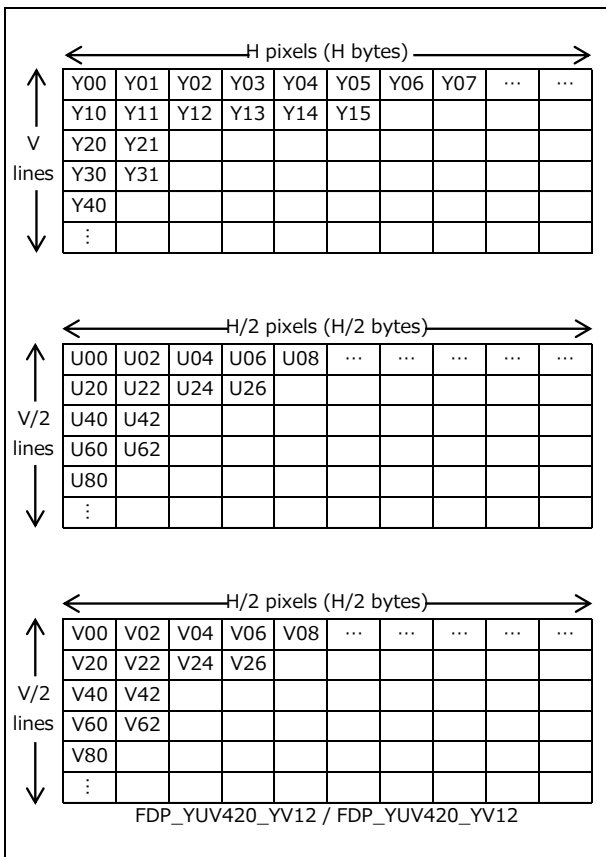 H pixels (H bytes)
Y00 Y01 Y02 Y03 Y04 Y05 Y06 Y07 … …
Y10 Y11 Y12 Y13 Y14 Y15
V Y20 Y21
lines Y30 Y31
Y40
⋮
H/2 pixels (H/2 bytes)
U00 U02 U04 U06 U08 … … … … …
U20 U22 U24 U26
V/2 U40 U42
lines U60 U62
U80
⋮
H/2 pixels (H/2 bytes)
V00 V02 V04 V06 V08 … … … … …
V20 V22 V24 V26
V/2 V40 V42
lines V60 V62
V80
⋮
FDP_YUV420_YV12 / FDP_YUV420_YV12